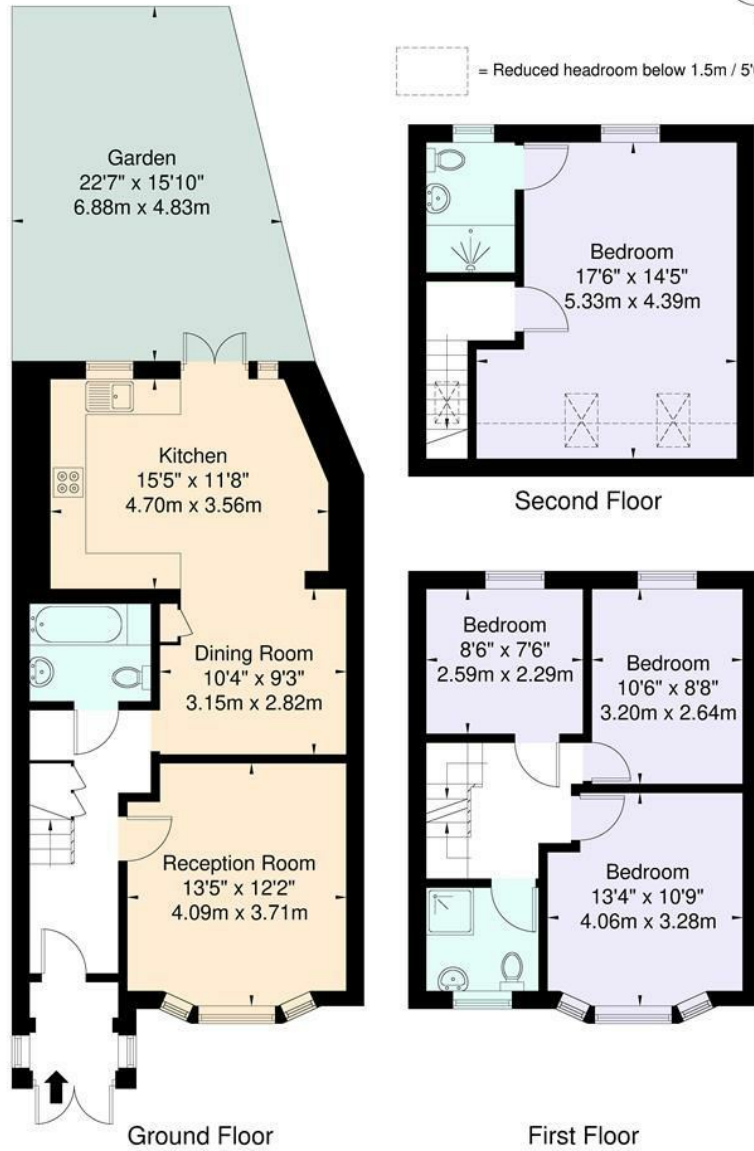 = Reduced headroom below 1.5m / 5'
Garden
22'7" x 15'10"
6.88m x 4.83m
Bedroom
17'6" x 14'5"
5.33m x 4.39m
Second Floor
Kitchen
15'5" x 11'8"
4.70m x 3.56m
Dining Room
10'4" x 9'3"
3.15m x 2.82m
Reception Room
13'5" x 12'2"
4.09m x 3.71m
Ground Floor
Bedroom
8'6" x 7'6"
2.59m x 2.29m
Bedroom
10'6" x 8'8"
3.20m x 2.64m
Bedroom
13'4" x 10'9"
4.06m x 3.28m
First Floor